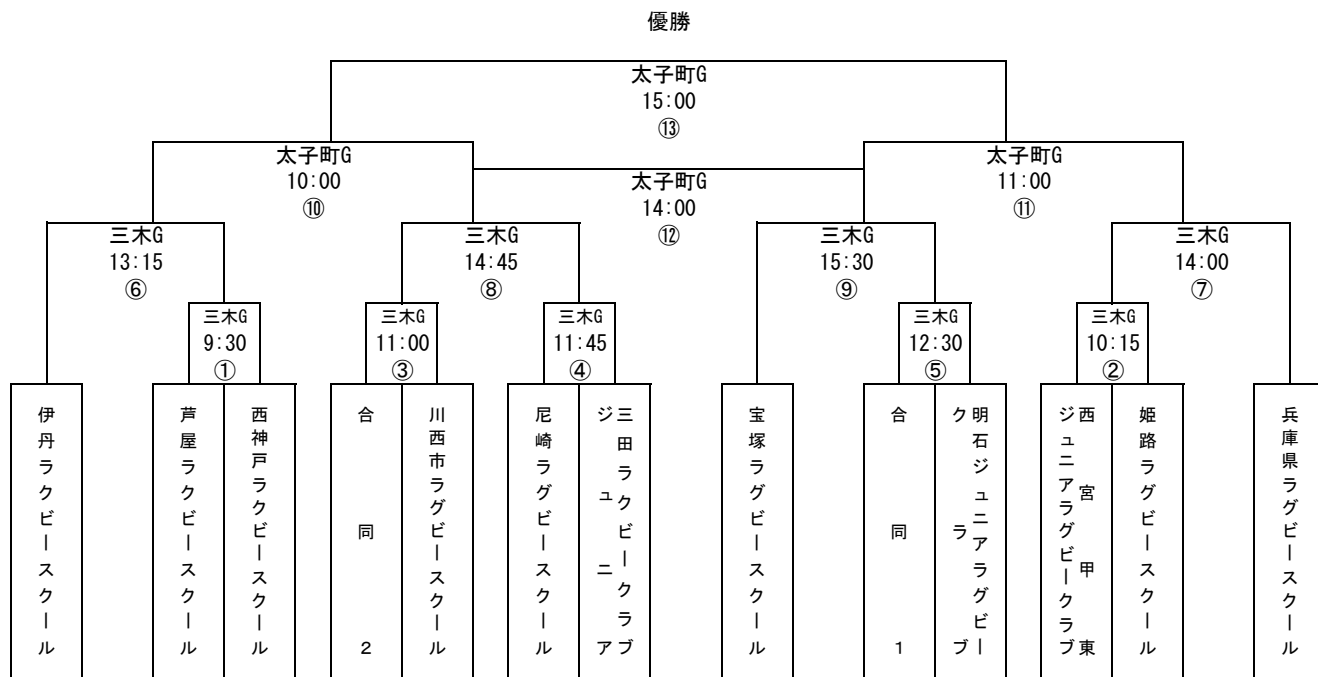 優勝
太子町G
15:00
⑬
太子町G
10:00
⑩
太子町G
14:00
⑫
太子町G
11:00
⑪
三木G
13:15
⑥
三木G
14:45
⑧
三木G
15:30
⑨
三木G
14:00
⑦
三木G
9:30
①
三木G
11:00
③
三木G
11:45
④
三木G
12:30
⑤
三木G
10:15
②
伊丹ラクビースクール
芦屋ラクビースクール
西神戸ラクビースクール
合同2
川西市ラグビースクール
尼崎ラグビースクール
三田ラクビークラブ
ジュニア
宝塚ラグビースクール
合同1
明石ジュニアラグビー
クラブ
西宮甲東
ジュニアラグビークラブ
姫路ラグビースクール
兵庫県ラグビースクール